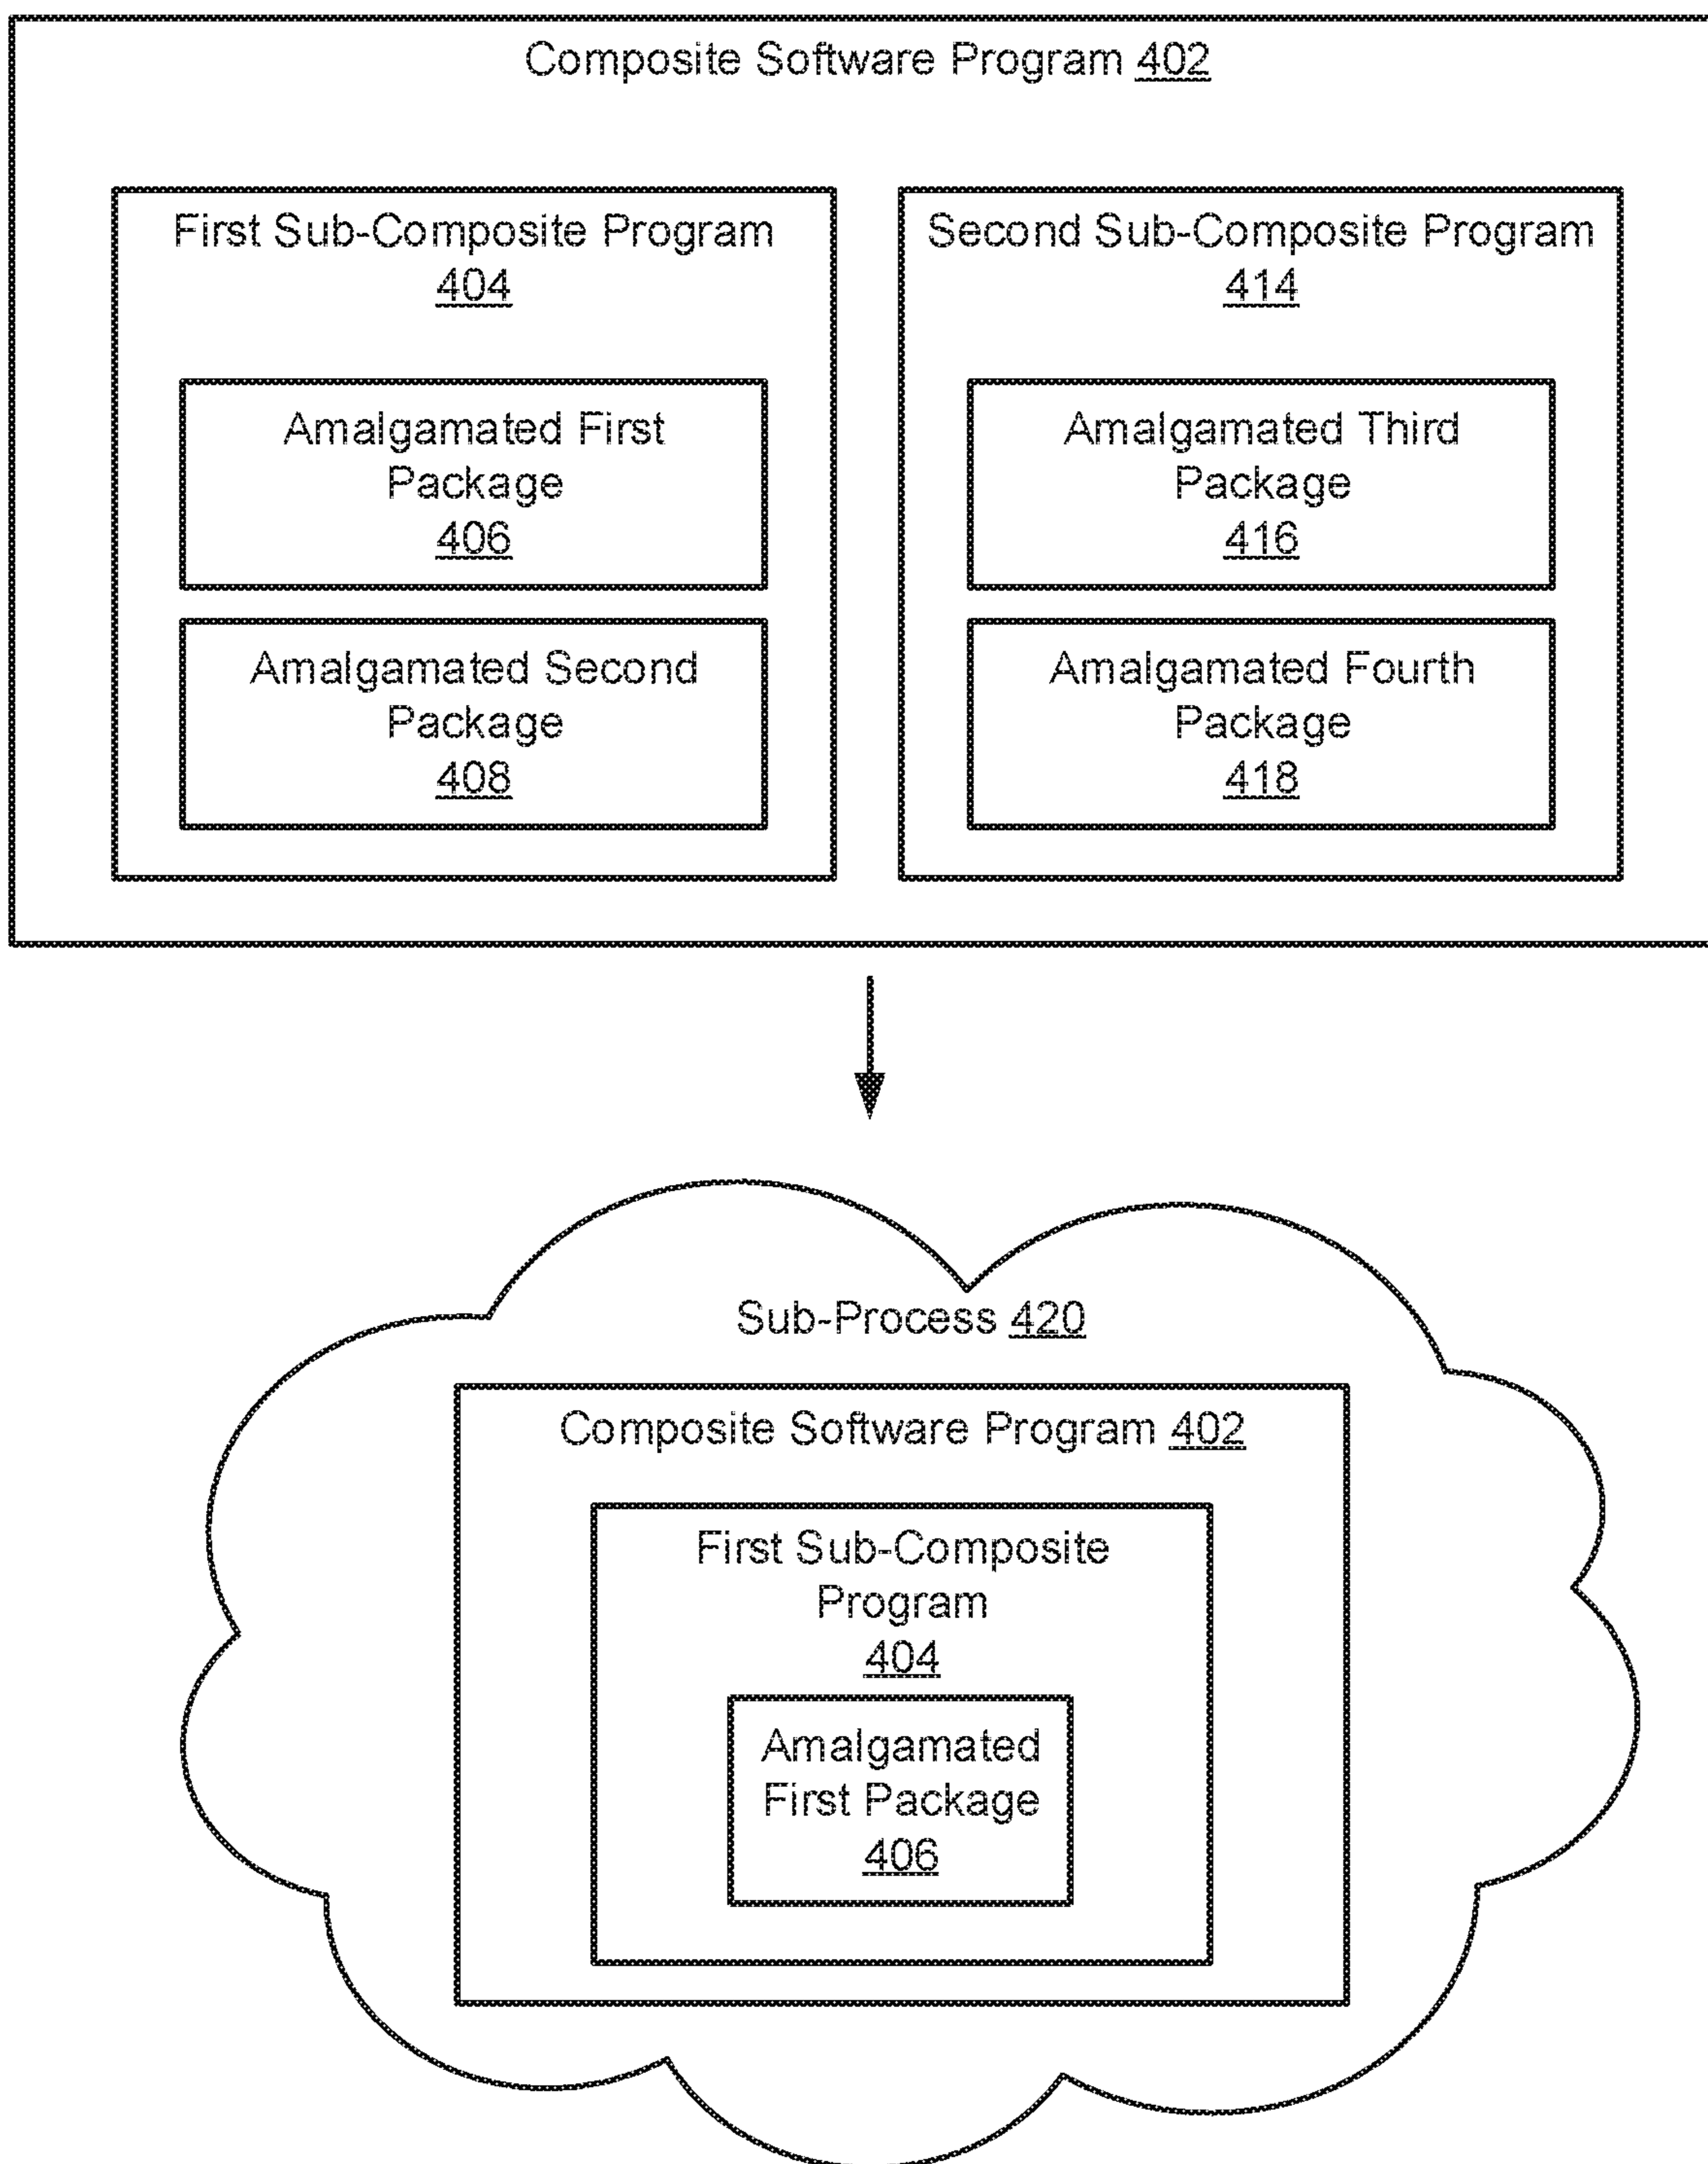 Composite Software Program 402
First Sub-Composite Program
404
Amalgamated First
Package
406
Amalgamated Second
Package
408
Second Sub-Composite Program
414
Amalgamated Third
Package
416
Amalgamated Fourth
Package
418
Sub-Process 420
Composite Software Program 402
First Sub-Composite
Program
404
Amalgamated
First Package
406